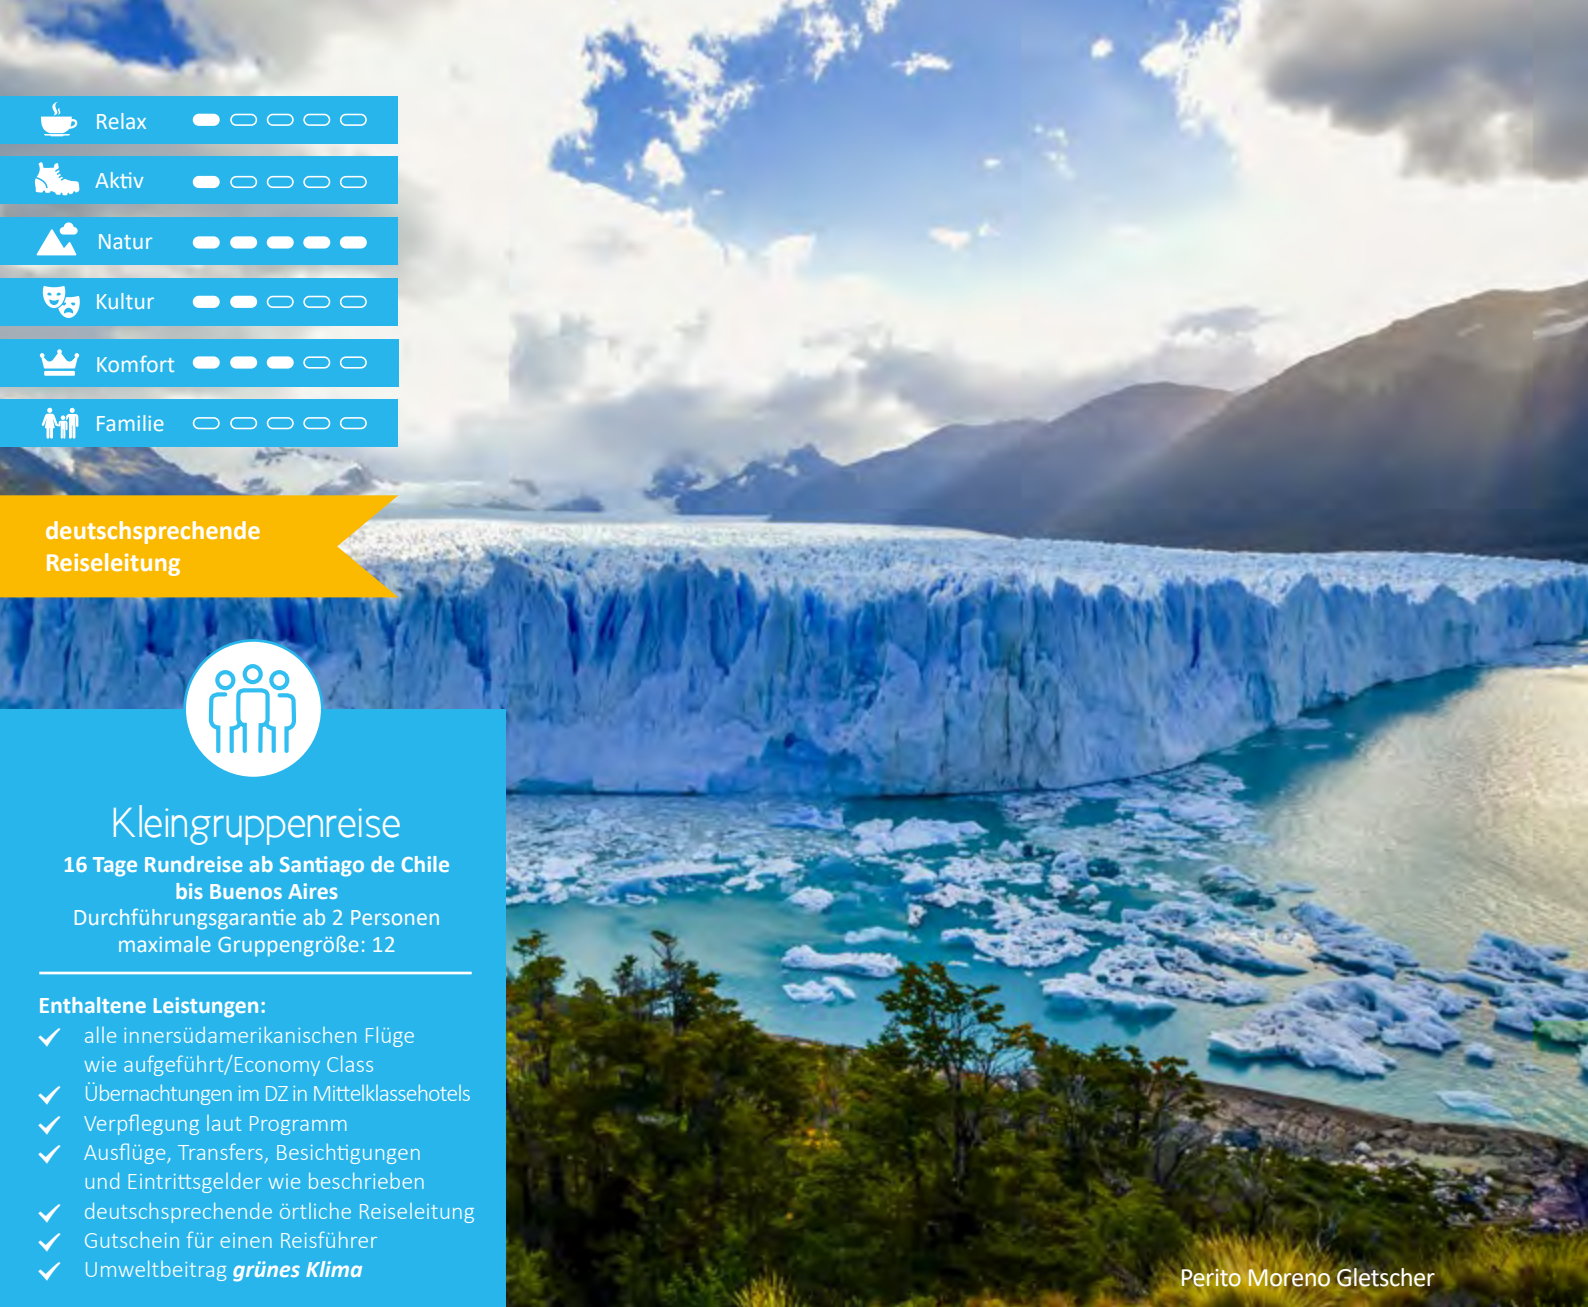 Relax
Aktiv
Natur
Kultur
Komfort
Familie
deutschsprechende
Reiseleitung
Kleingruppenreise
16 Tage Rundreise ab Santiago de Chile
bis Buenos Aires
Durchführungsgarantie ab 2 Personen
maximale Gruppengröße: 12
Enthaltene Leistungen:
alle innersüdamerikanischen Flüge
wie aufgeführt/Economy Class
Übernachtungen im DZ in Mittelklassehotels
Verpflegung laut Programm
Ausflüge, Transfers, Besichtigungen
und Eintrittsgelder wie beschrieben
deutschsprechende örtliche Reiseleitung
Gutschein für einen Reisführer
Umweltbeitrag grünes Klima
Perito Moreno Gletscher